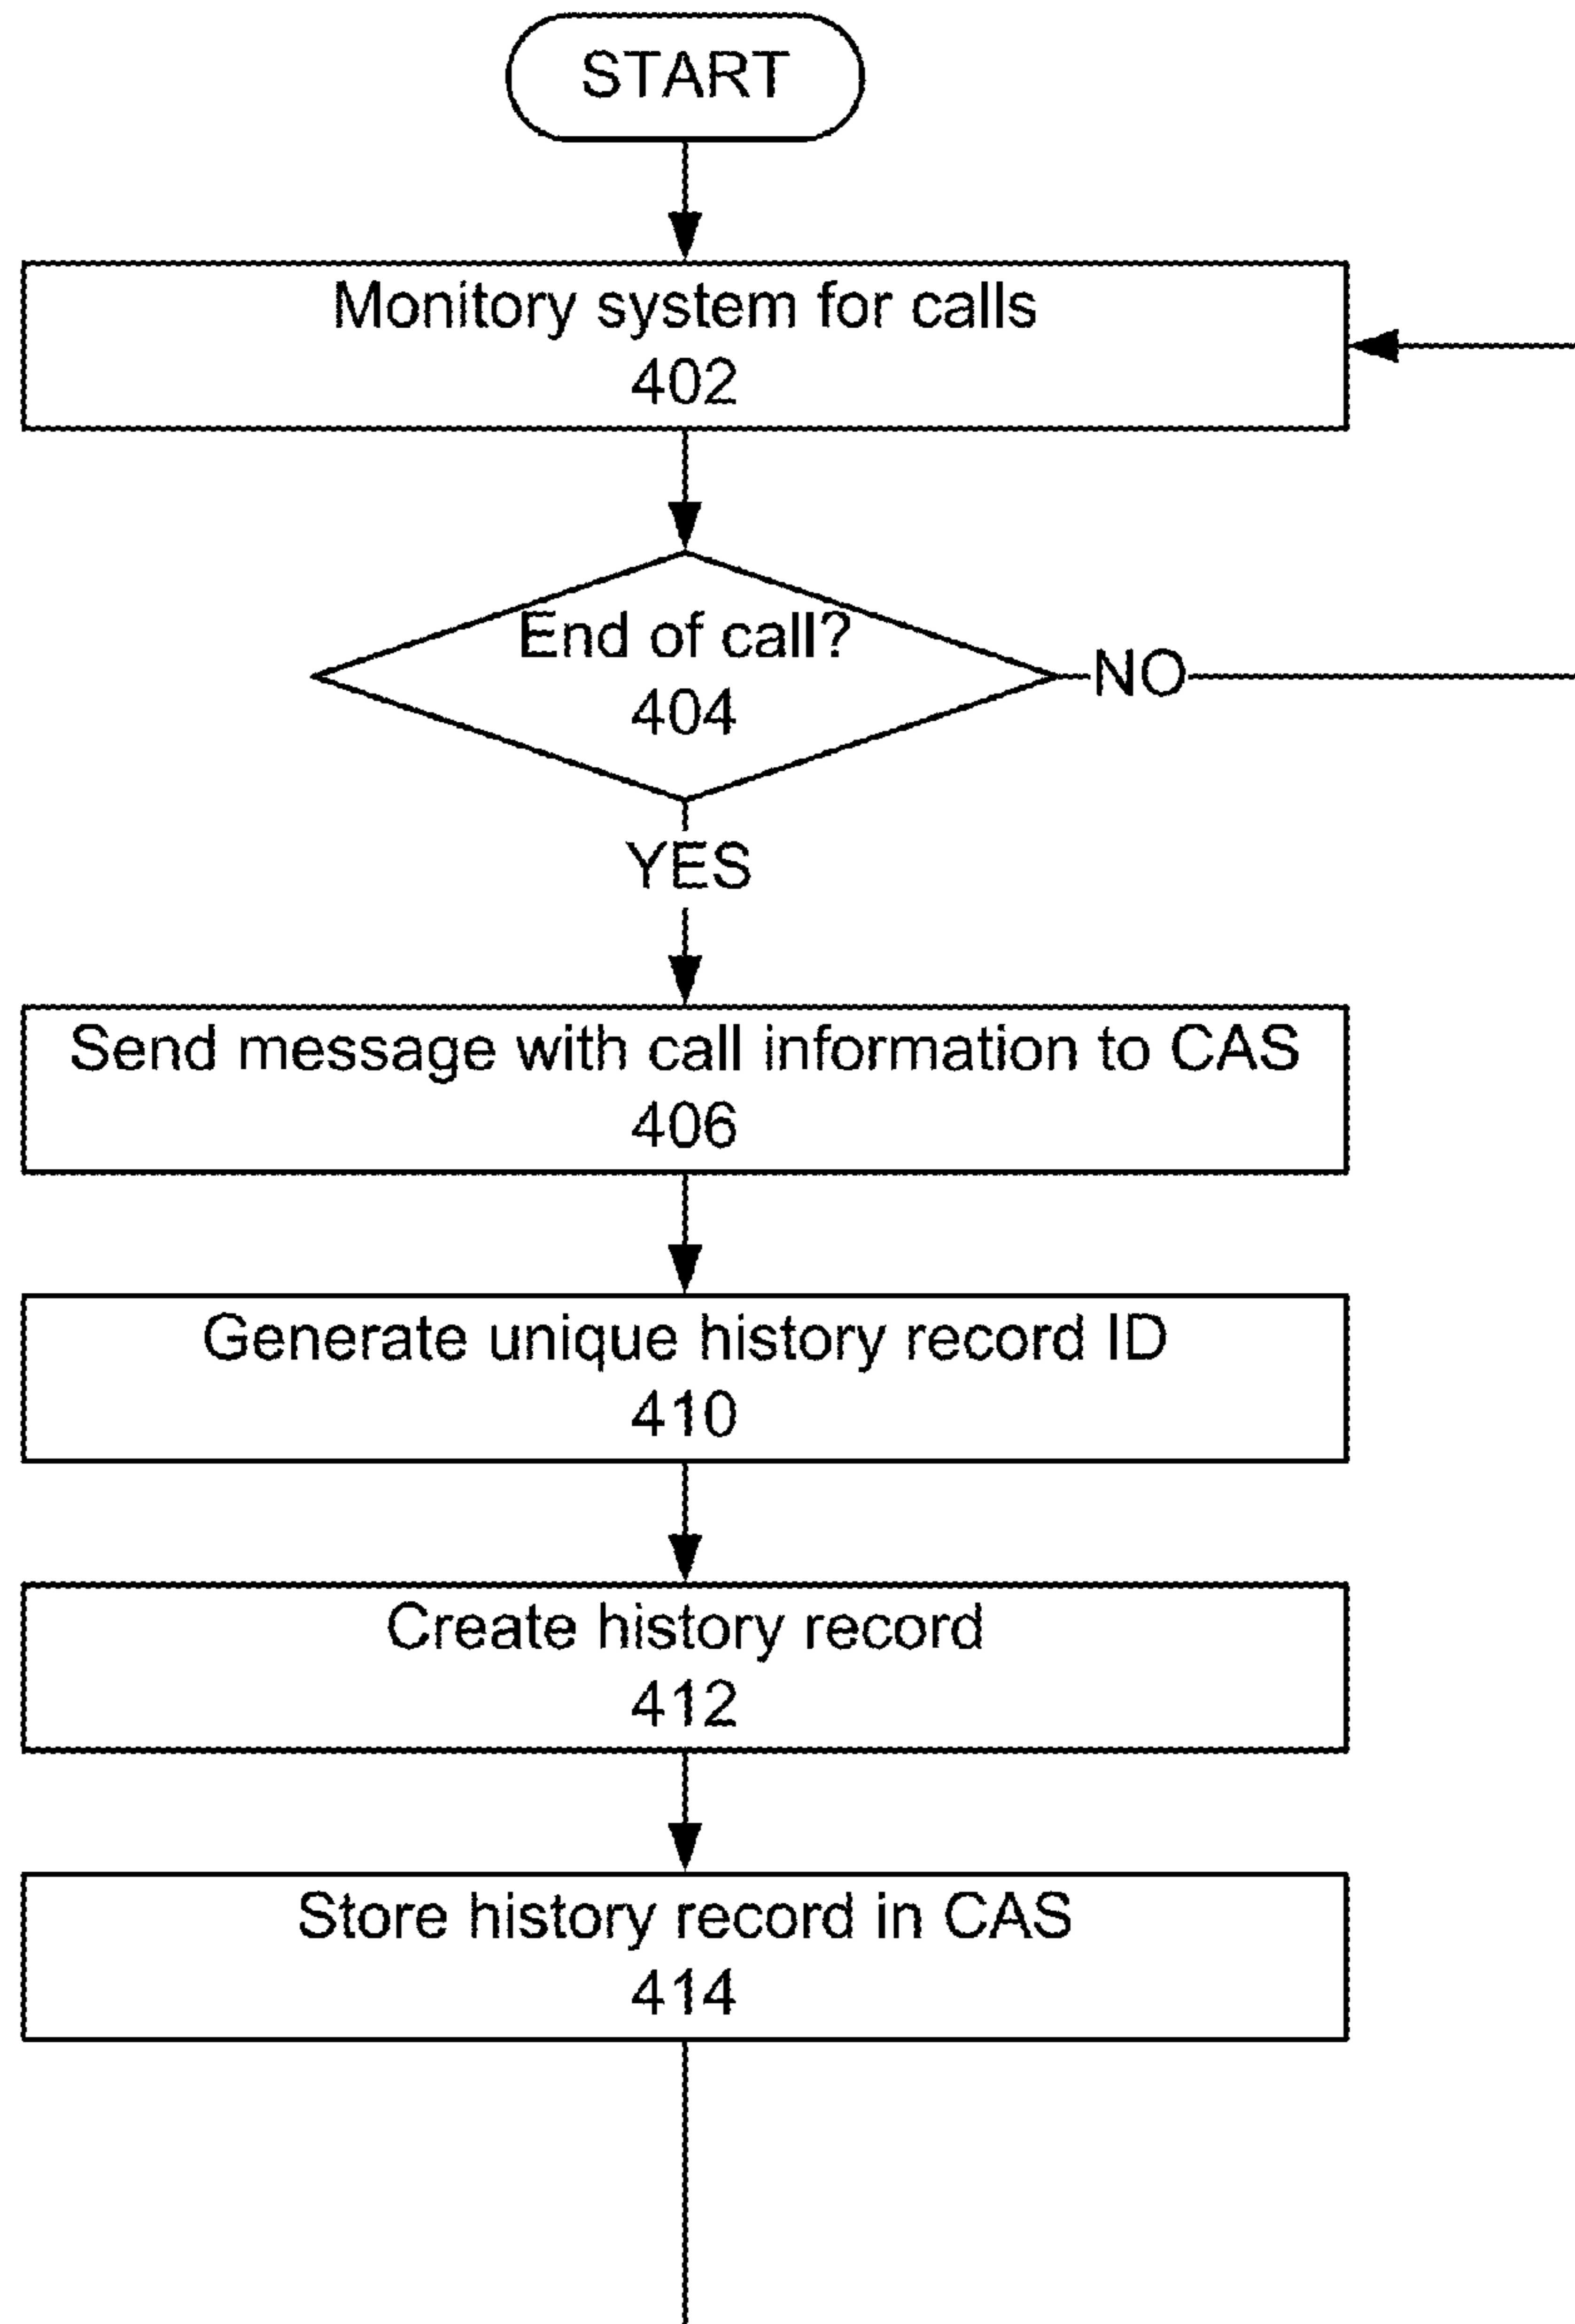 START
Monitory system for calls
402
End of call?
404
NO
YES
Send message with call information to CAS
406
Generate unique history record ID
410
Create history record
412
Store history record in CAS
414